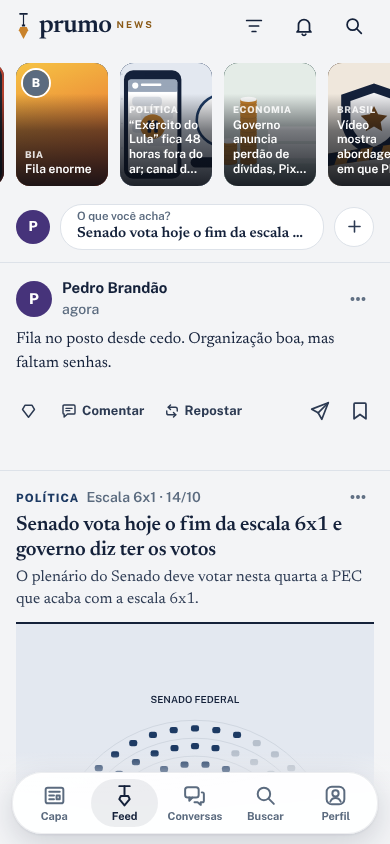 prumo NEWS
B
BIA
Fila enorme
POLÍTICA
“Exército do
Lula” fica 48
horas fora do
ar; canal d...
ECONOMIA
Governo
anuncia
perdão de
dívidas, Pix...
BRASIL
Vídeo
mostra
abordage
em que P
P
O que você acha?
Senado vota hoje o fim da escala ...
P
Pedro Brandão
agora
Fila no posto desde cedo. Organização boa, mas
faltam senhas.
Comentar
Repostar
POLÍTICA Escala 6x1 · 14/10
Senado vota hoje o fim da escala 6x1 e
governo diz ter os votos
O plenário do Senado deve votar nesta quarta a PEC
que acaba com a escala 6x1.
SENADO FEDERAL
Capa
Feed
Conversas
Buscar
Perfil